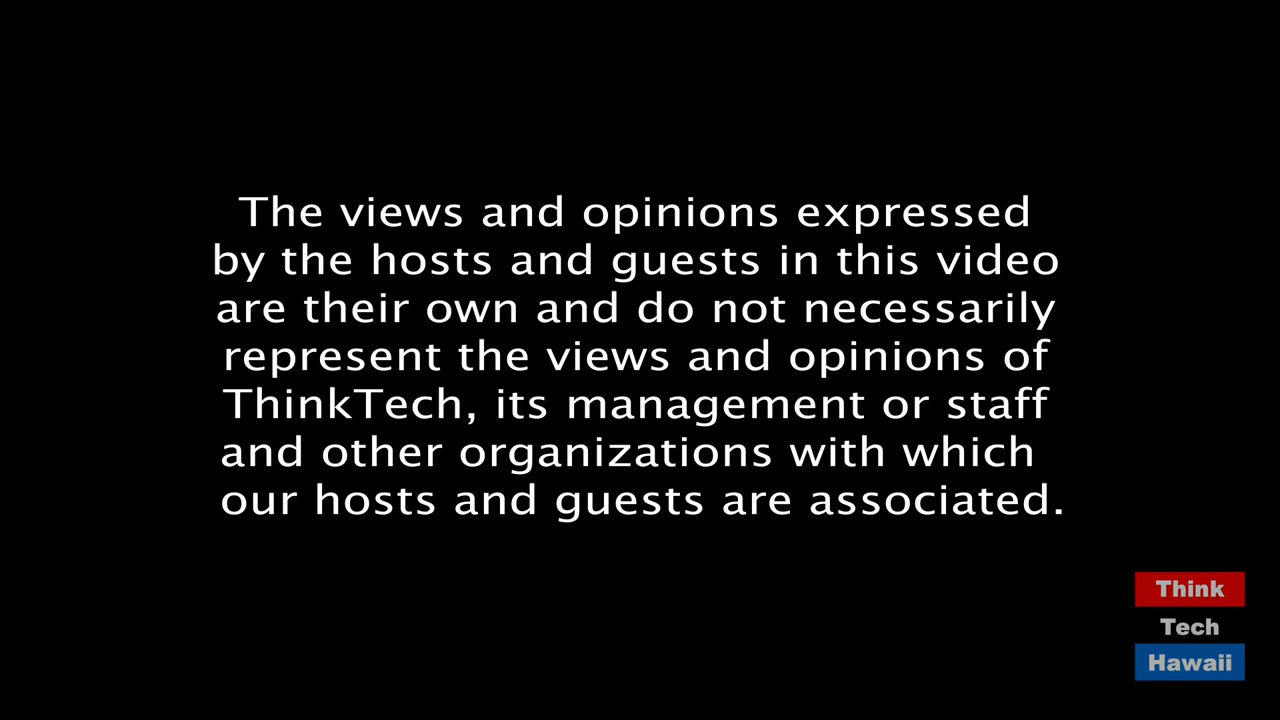 The views and opinions expressed
by the hosts and guests in this video
are their own and do not necessarily
represent the views and opinions of
ThinkTech, its management or staff
and other organizations with which
our hosts and guests are associated.
Think
Tech
Hawaii